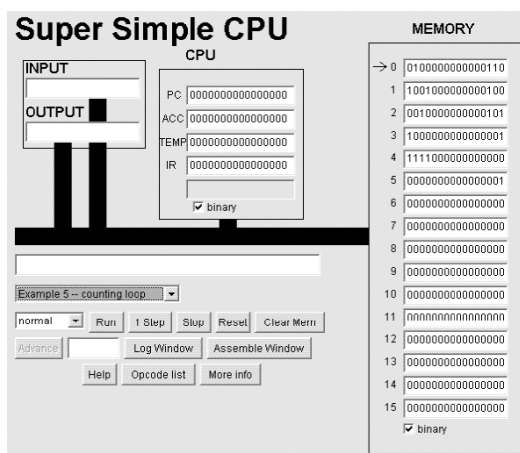 Super Simple CPU
INPUT
OUTPUT
CPU
PC 0000000000000000
ACC 0000000000000000
TEMP 0000000000000000
IR 0000000000000000
binary
Example 5 -- counting loop
normal Run 1 Step Stop Reset Clear Mem
Advance Log Window Assemble Window
Help Opcode list More info
MEMORY
0 0100000000000110
1 1001000000000100
2 0010000000000101
3 1000000000000001
4 1111000000000000
5 0000000000000001
6 0000000000000000
7 0000000000000000
8 0000000000000000
9 0000000000000000
10 0000000000000000
11 0000000000000000
12 0000000000000000
13 0000000000000000
14 0000000000000000
15 0000000000000000
binary